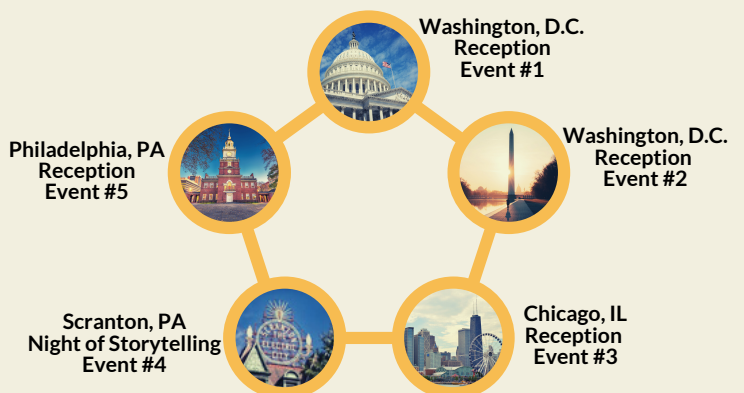 Washington, D.C.
Reception
Event #1
Washington, D.C.
Reception
Event #2
Chicago, IL
Reception
Event #3
Scranton, PA
Night of Storytelling
Event #4
Philadelphia, PA
Reception
Event #5